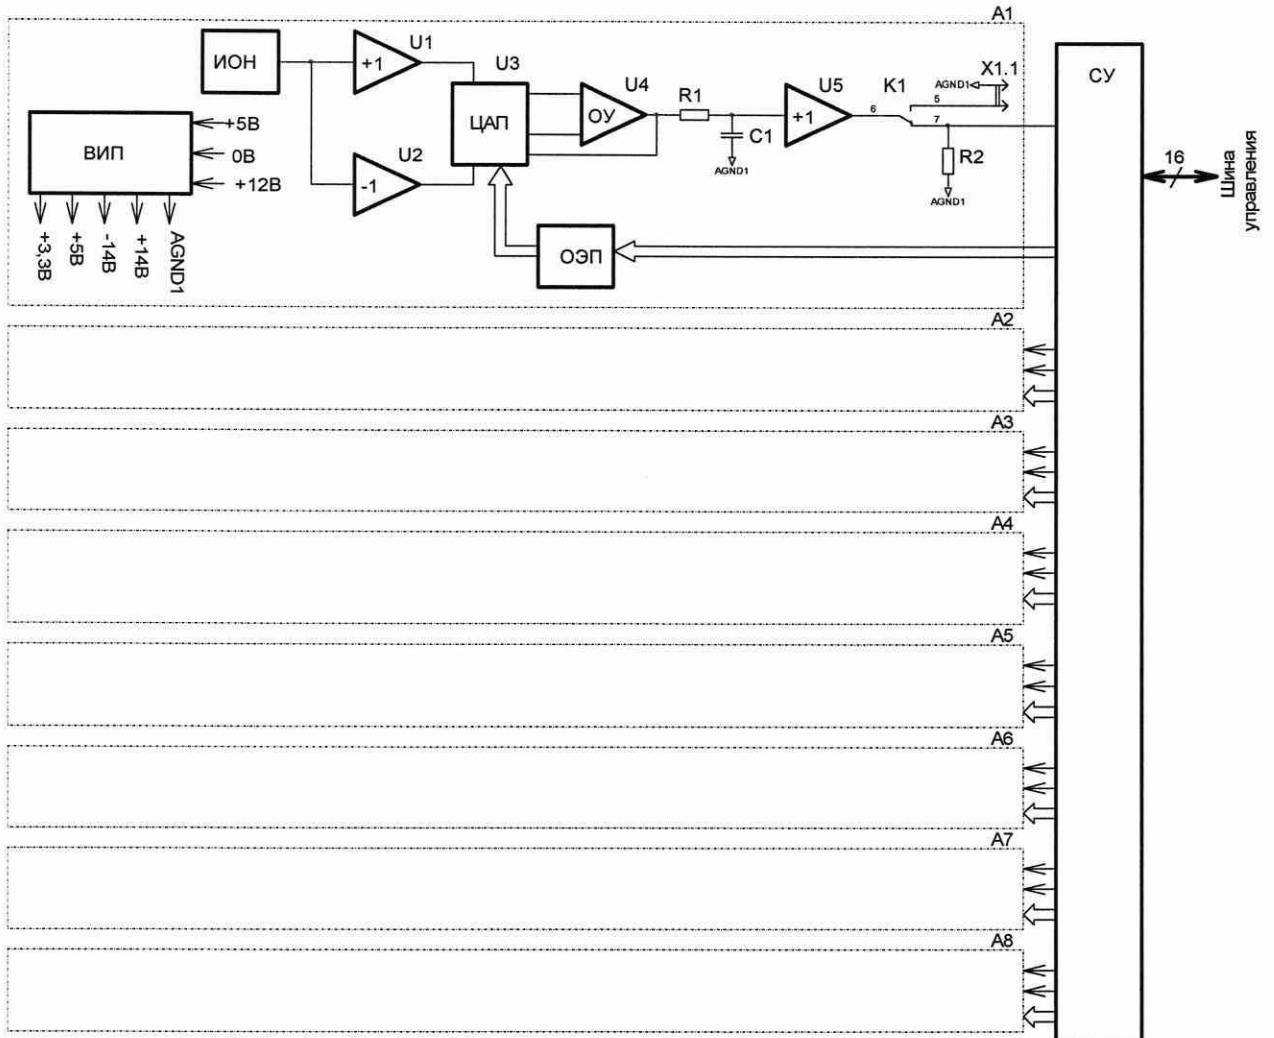 A1
ИОН
U1
+1
U3
ЦАП
U4
ОУ
R1
C1
AGND1
U5
+1
K1
6
5
7
AGND1
X1.1
R2
AGND1
СУ
16
Шина
управления
ВИП
+5В
0В
+12В
+3,3В
+5В
-14В
+14В
AGND1
U2
-1
ОЭП
A2
A3
A4
A5
A6
A7
A8